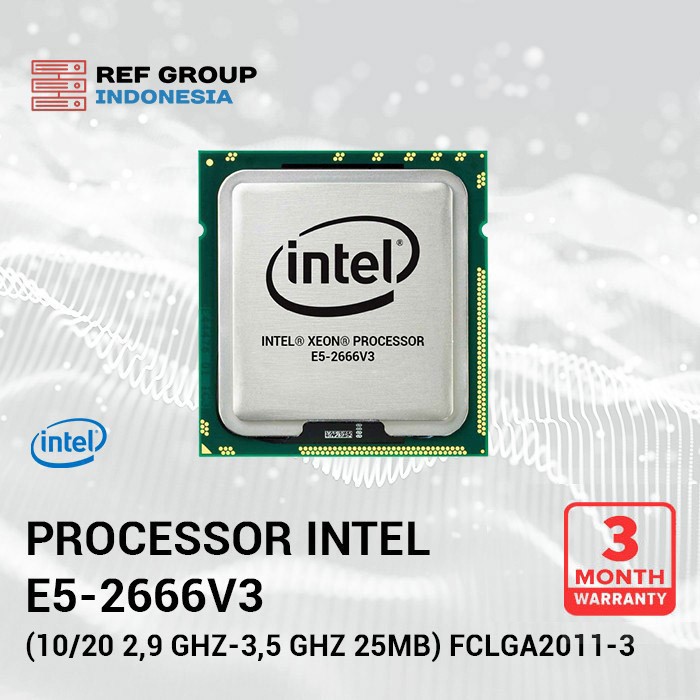 REF GROUP
INDONESIA
intel®
INTEL® XEON® PROCESSOR
E5-2666V3
intel
PROCESSOR INTEL
E5-2666V3
(10/20 2,9 GHZ-3,5 GHZ 25MB) FCLGA2011-3
3
MONTH
WARRANTY